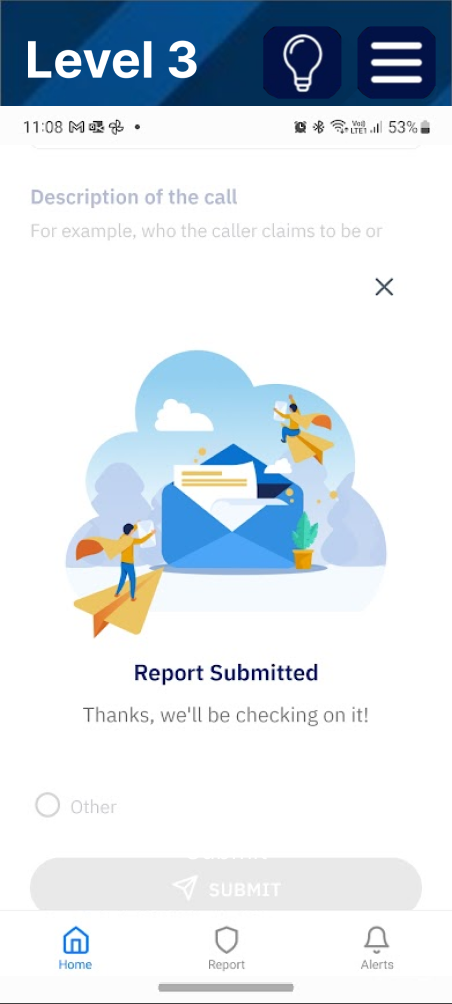 Level 3
11:08
53%
Description of the call
For example, who the caller claims to be or
Report Submitted
Thanks, we'll be checking on it!
Other
SUBMIT
Home
Report
Alerts